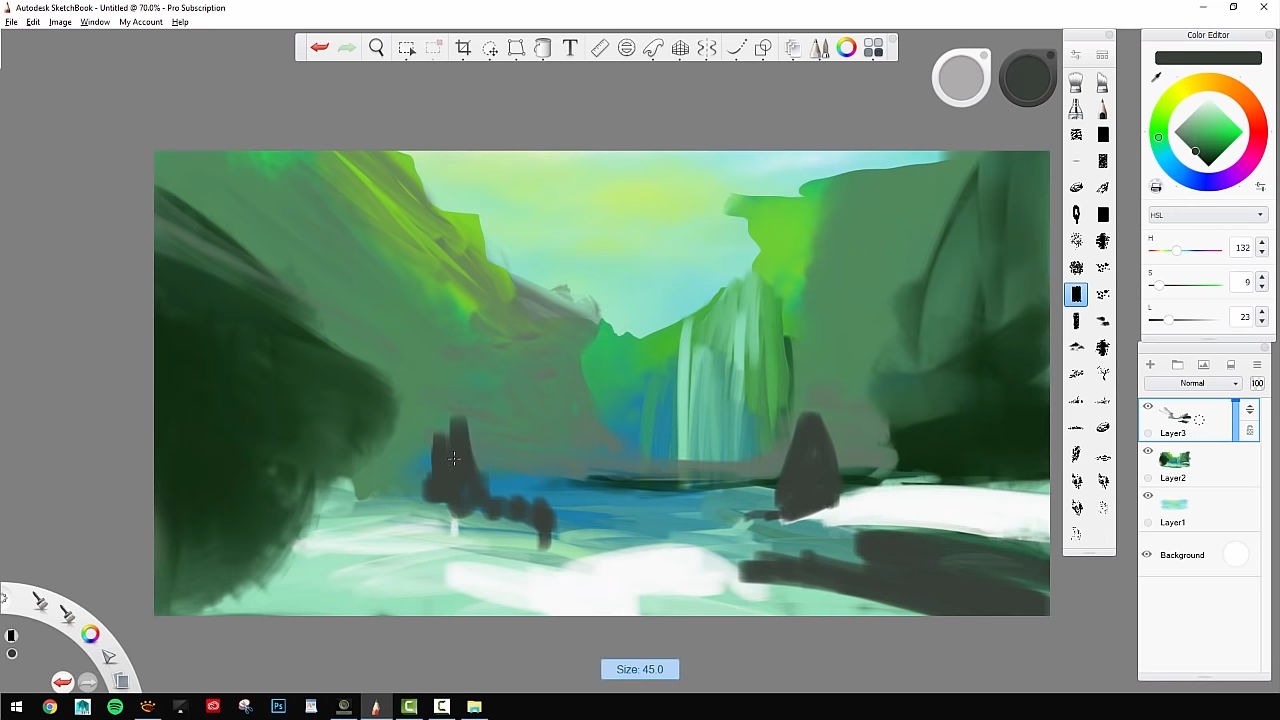 Autodesk SketchBook - Untitled @ 70.0% - Pro Subscription
File Edit Image Window My Account Help
Color Editor
HSL
H
132
S
9
L
23
Normal
100
Layer3
Layer2
Layer1
Background
Size: 45.0
Ps